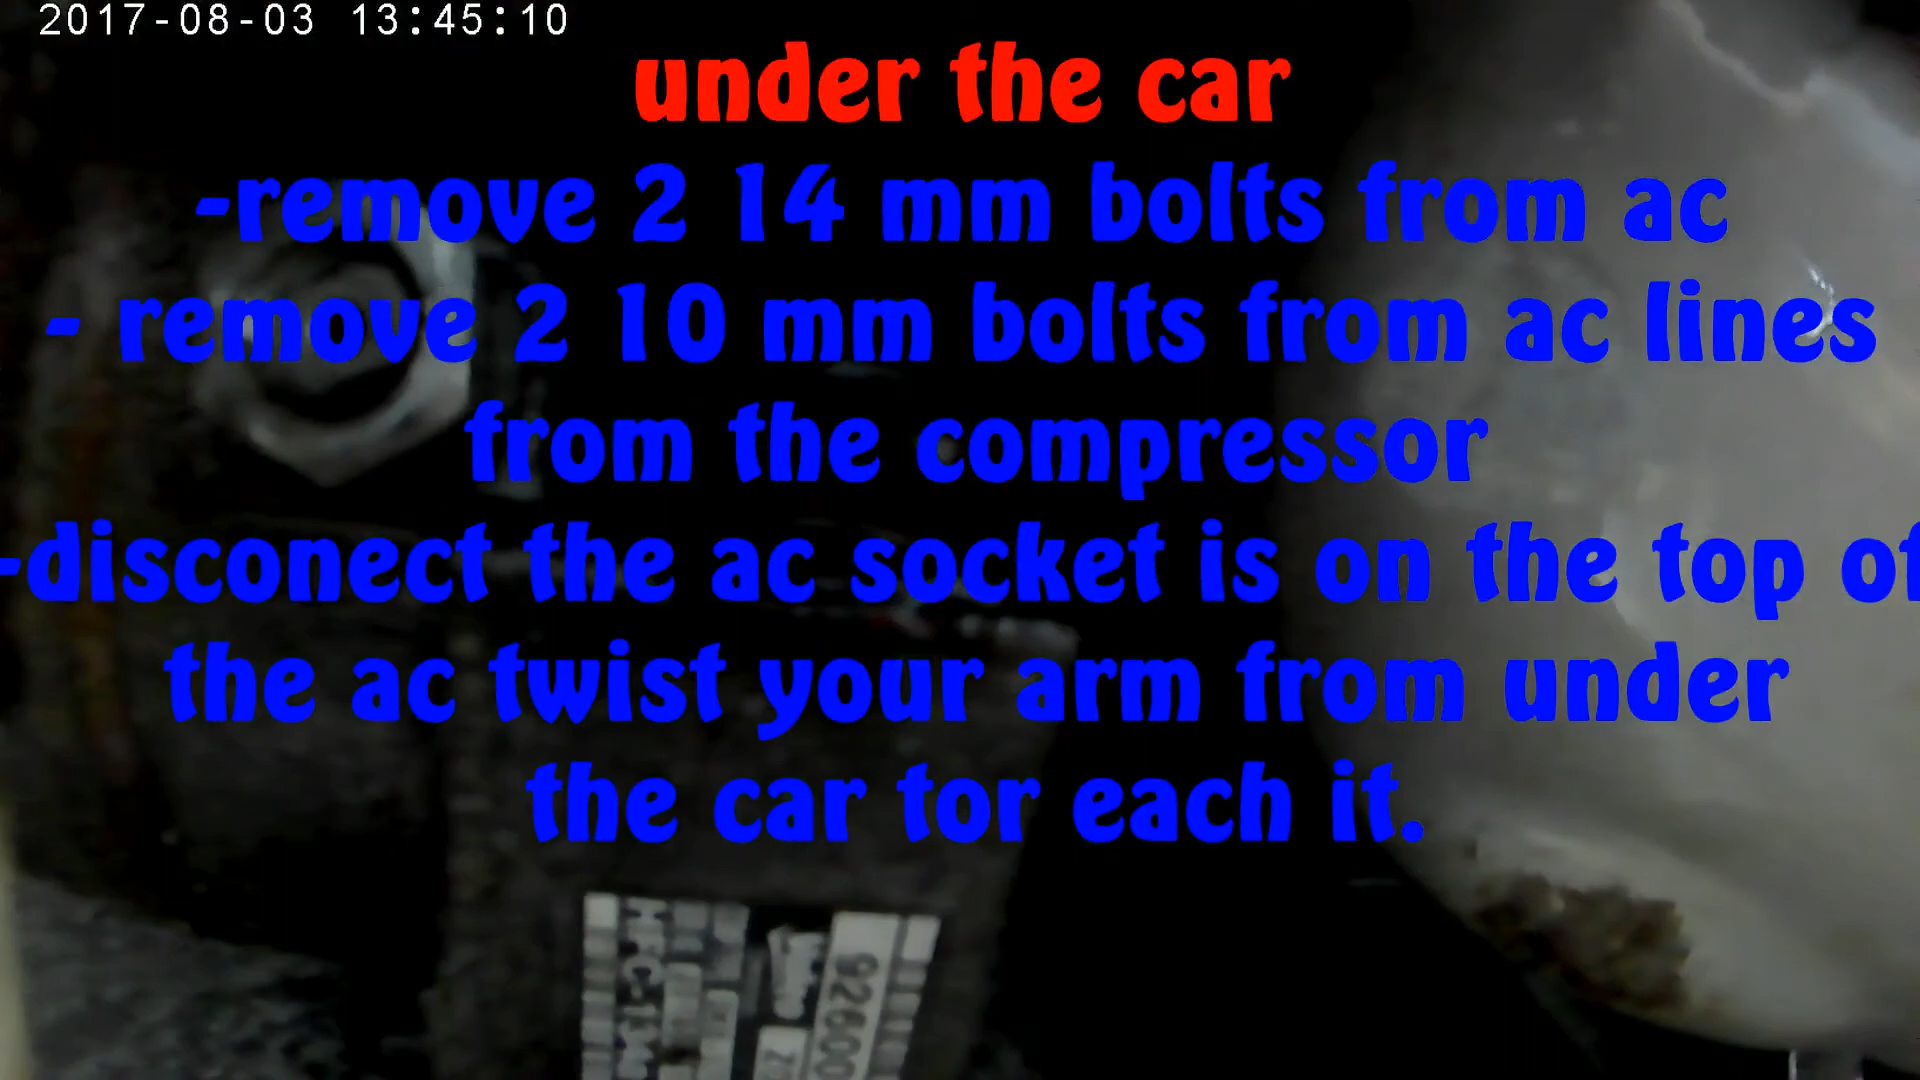 2017-08-03 13:45:10
under the car
-remove 2 14 mm bolts from ac
- remove 2 10 mm bolts from ac lines
from the compressor
-disconect the ac socket is on the top of
the ac twist your arm from under
the car tor each it.
92600